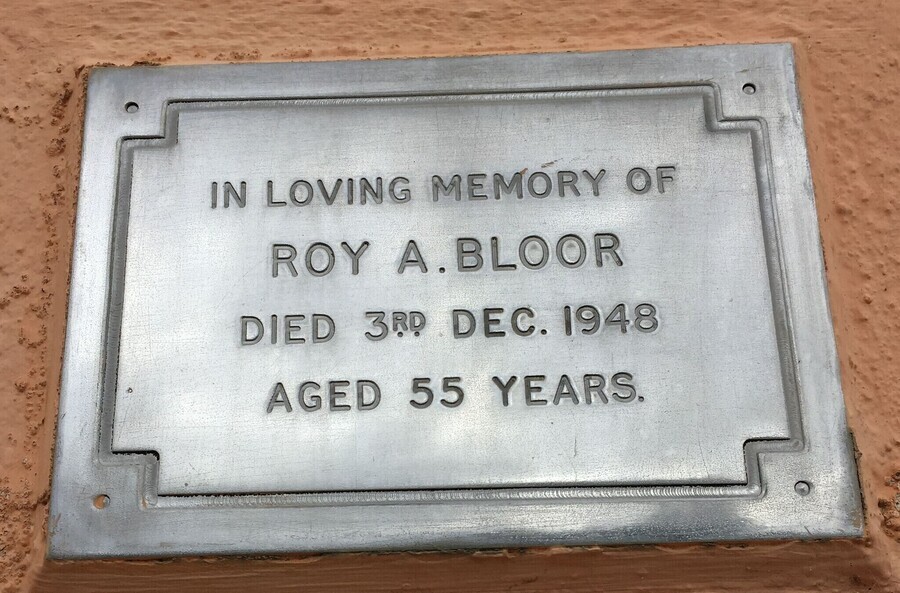 IN LOVING MEMORY OF
ROY A. BLOOR
DIED 3RD DEC. 1948
AGED 55 YEARS.